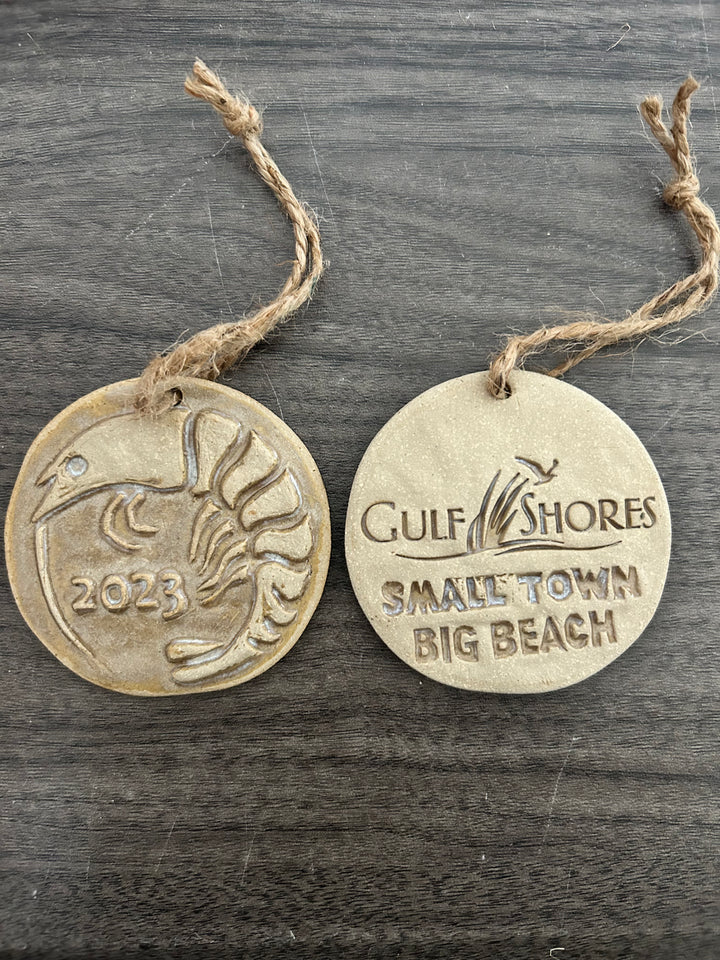 2023
GULF SHORES
SMALL TOWN
BIG BEACH